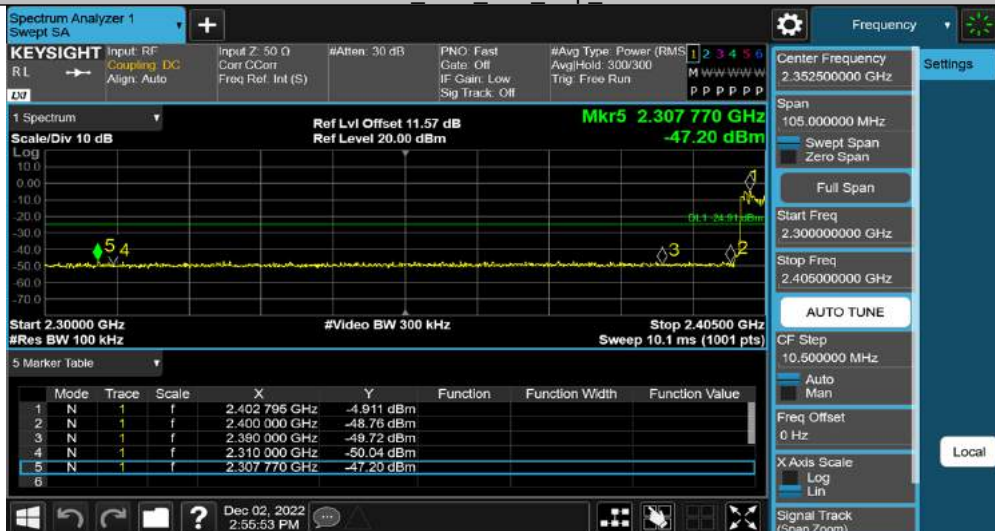 Spectrum Analyzer 1
Swept SA
+
Frequency
KEYSIGHT
RL
LXI
Input: RF
Coupling: DC
Align: Auto
Input Z: 50 Ω
Corr CCorr
Freq Ref: Int (S)
#Atten: 30 dB
PNO: Fast
Gate: Off
IF Gain: Low
Sig Track: Off
#Avg Type: Power (RMS
Avg|Hold: 300/300
Trig: Free Run
1 2 3 4 5 6
M W W W W W
P P P P P P
1 Spectrum
Scale/Div 10 dB
Ref Lvl Offset 11.57 dB
Ref Level 20.00 dBm
Mkr5 2.307 770 GHz
-47.20 dBm
Log
10.0
0.00
-10.0
-20.0
-30.0
-40.0
-50.0
-60.0
-70.0
DL1 -24.91 dBm
1
2
3
4
5
Start 2.30000 GHz
#Res BW 100 kHz
#Video BW 300 kHz
Stop 2.40500 GHz
Sweep 10.1 ms (1001 pts)
5 Marker Table
Mode Trace Scale X Y Function Function Width Function Value
1 N 1 f 2.402 795 GHz -4.911 dBm
2 N 1 f 2.400 000 GHz -48.76 dBm
3 N 1 f 2.390 000 GHz -49.72 dBm
4 N 1 f 2.310 000 GHz -50.04 dBm
5 N 1 f 2.307 770 GHz -47.20 dBm
6
?
Dec 02, 2022
2:55:53 PM
Center Frequency
2.352500000 GHz
Span
105.000000 MHz
Swept Span
Zero Span
Full Span
Start Freq
2.300000000 GHz
Stop Freq
2.405000000 GHz
AUTO TUNE
CF Step
10.500000 MHz
Auto
Man
Freq Offset
0 Hz
X Axis Scale
Log
Lin
Signal Track
(Span Zoom)
Settings
Local